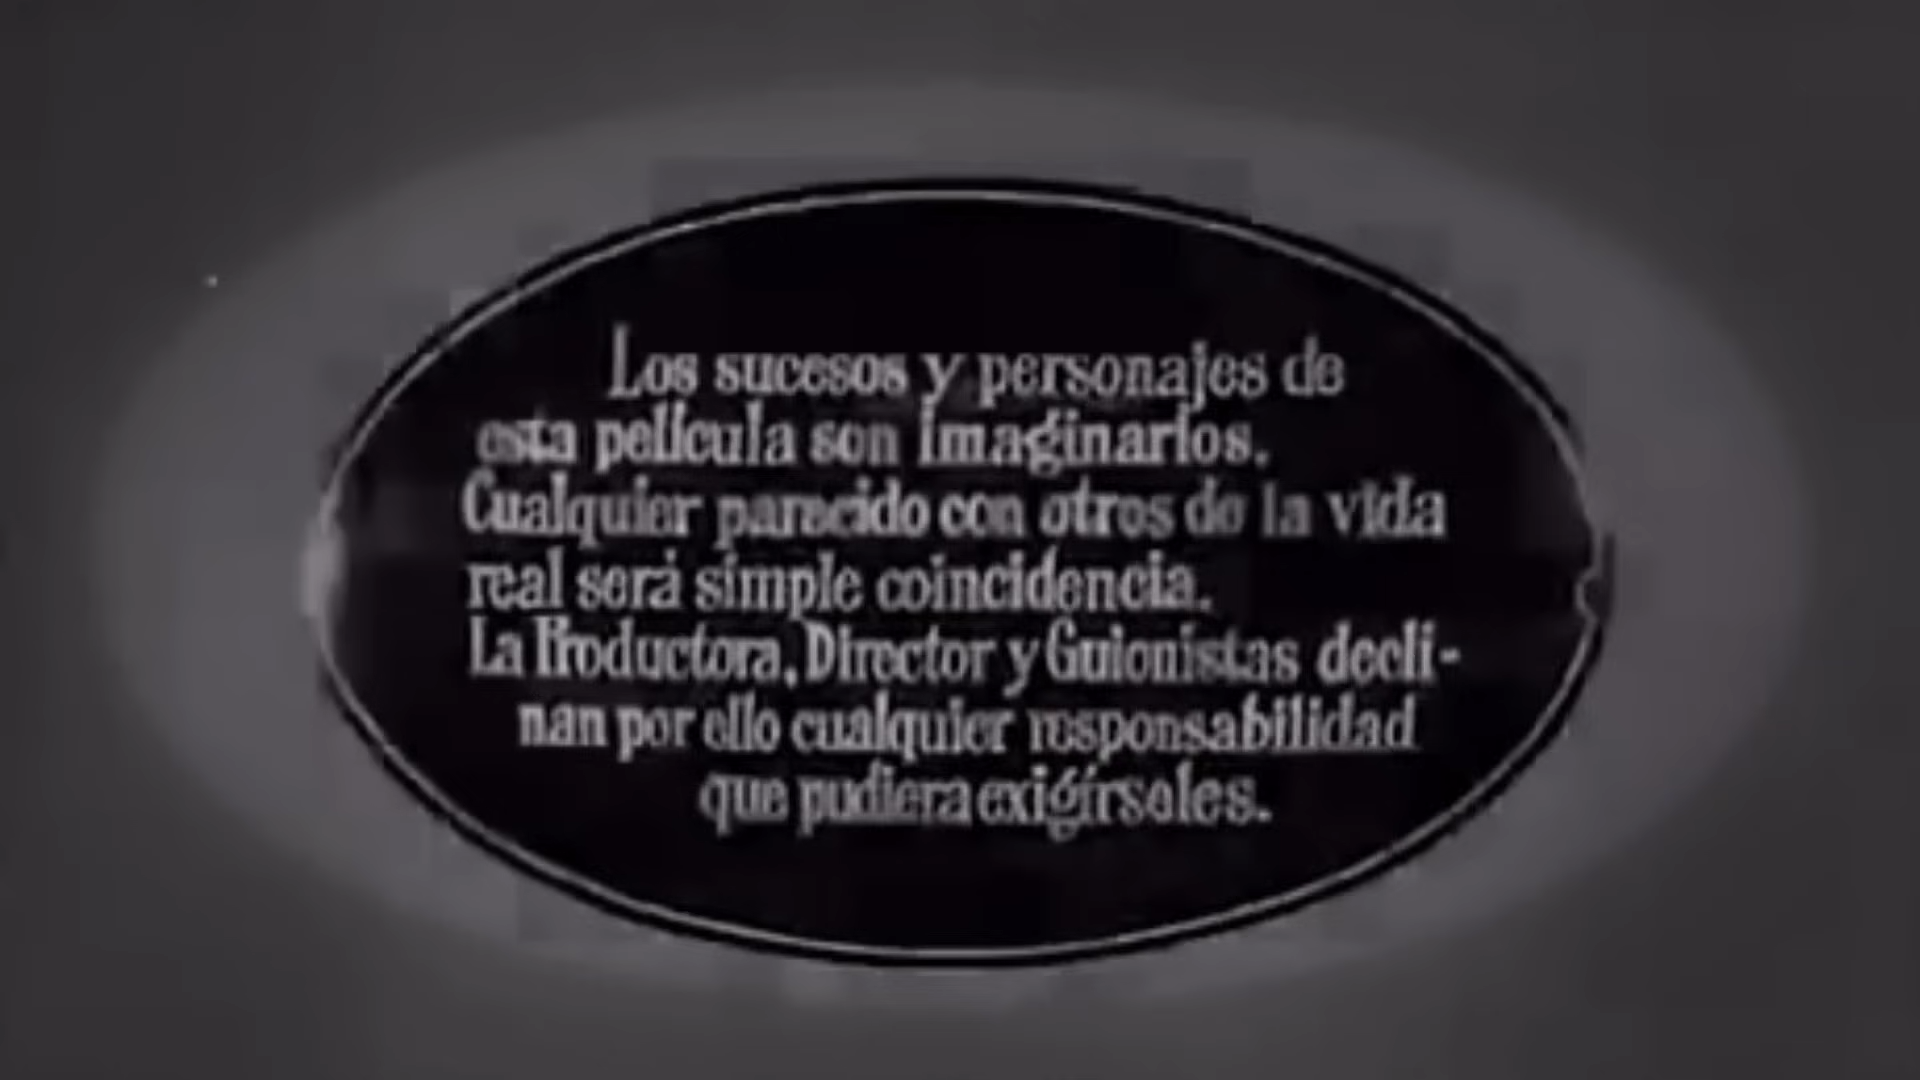 Los sucesos y personajes de
esta película son imaginarios.
Cualquier parecido con otros de la vida
real será simple coincidencia.
La Productora, Director y Guionistas decli-
nan por ello cualquier responsabilidad
que pudiera exigírseles.